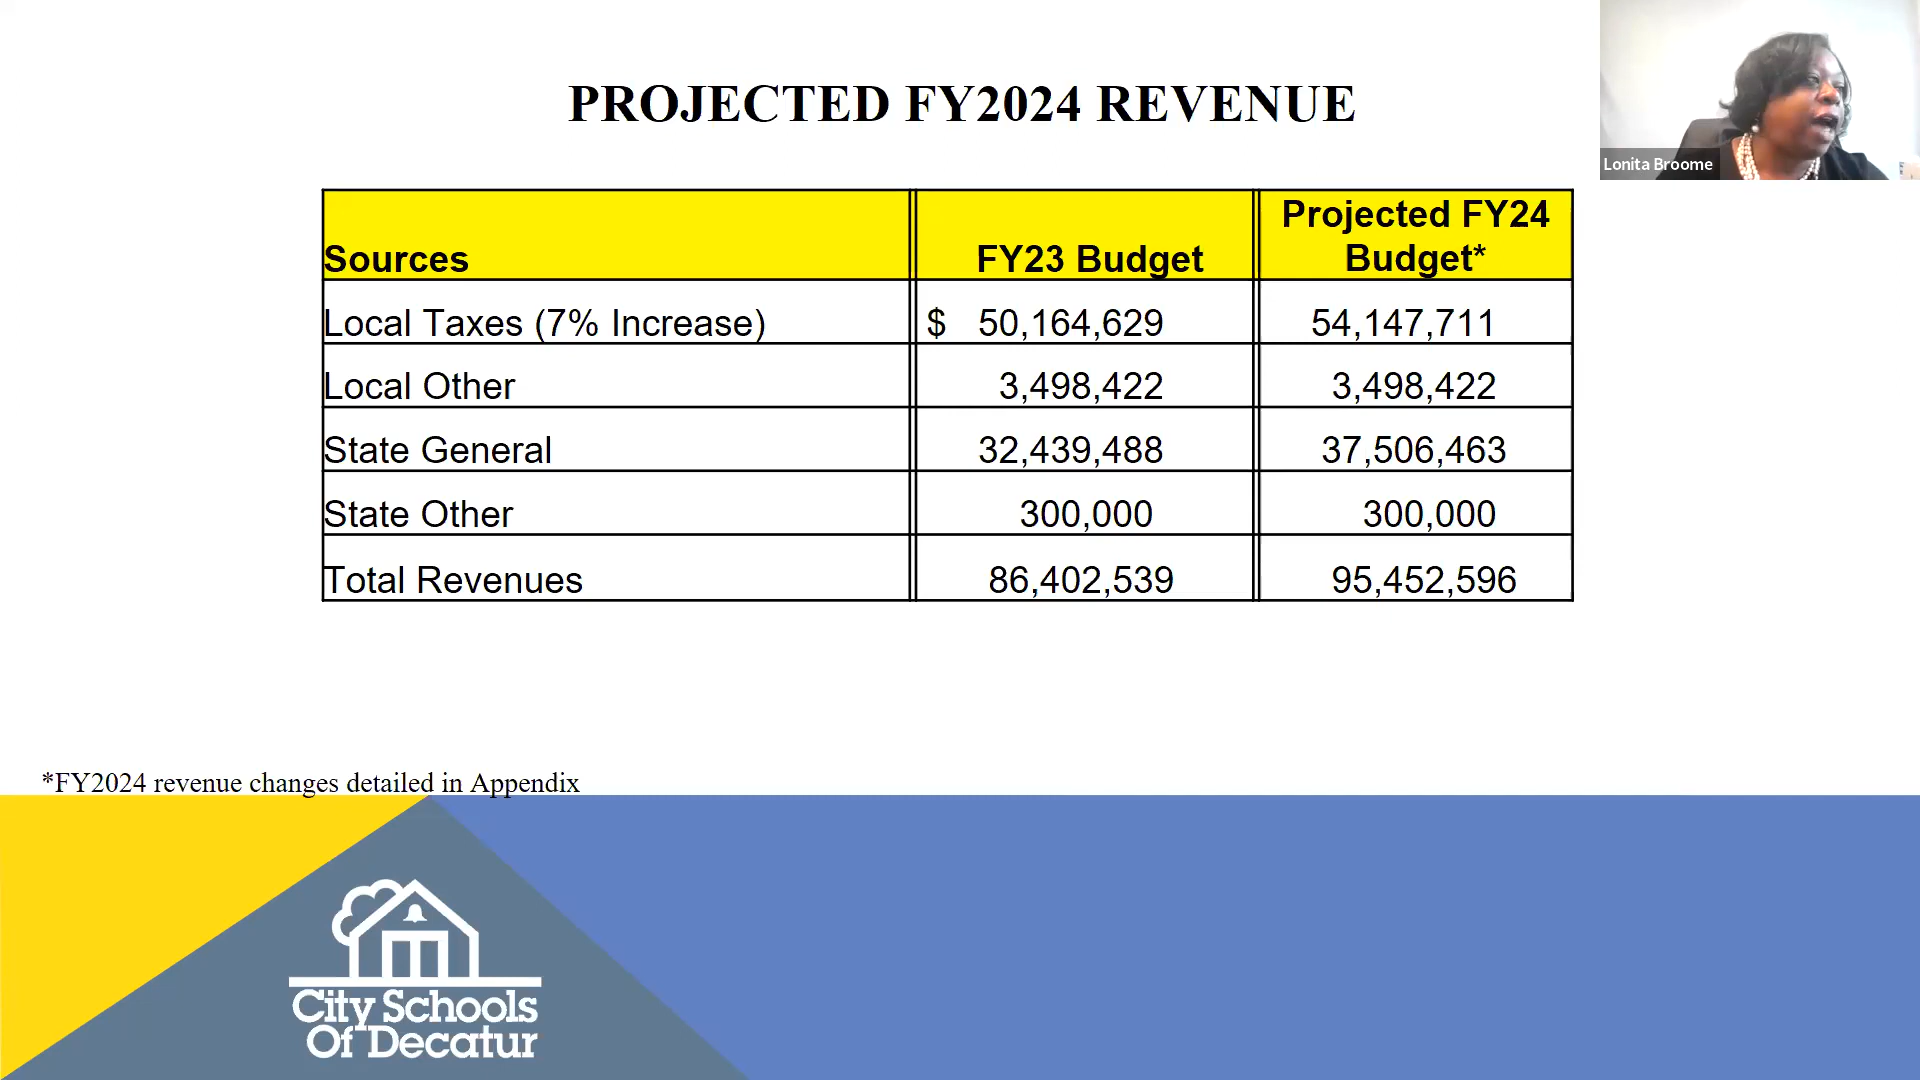 PROJECTED FY2024 REVENUE
Lonita Broome
Sources FY23 Budget Projected FY24 Budget*
Local Taxes (7% Increase) $ 50,164,629 54,147,711
Local Other 3,498,422 3,498,422
State General 32,439,488 37,506,463
State Other 300,000 300,000
Total Revenues 86,402,539 95,452,596
*FY2024 revenue changes detailed in Appendix
City Schools
Of Decatur